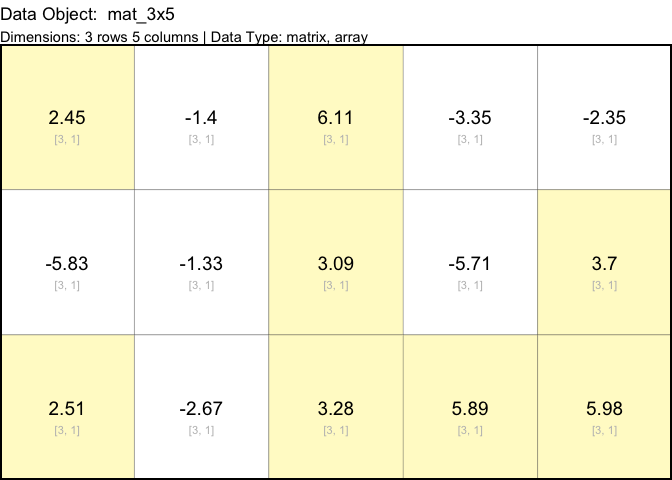 Data Object:  mat_3x5
Dimensions: 3 rows 5 columns | Data Type: matrix, array
2.45 -1.4 6.11 -3.35 -2.35
[3, 1] [3, 1] [3, 1] [3, 1] [3, 1]
-5.83 -1.33 3.09 -5.71 3.7
[3, 1] [3, 1] [3, 1] [3, 1] [3, 1]
2.51 -2.67 3.28 5.89 5.98
[3, 1] [3, 1] [3, 1] [3, 1] [3, 1]